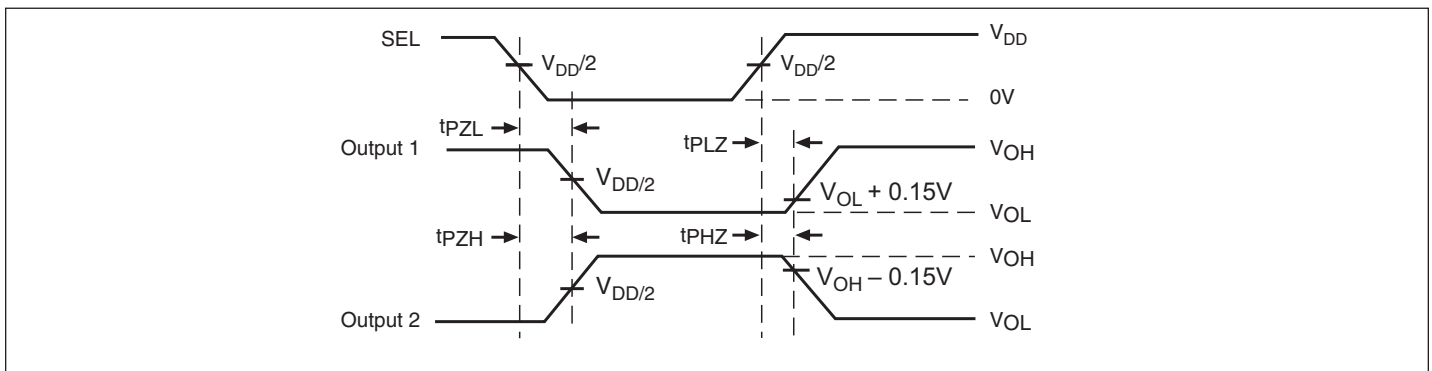 SEL
V_DD/2
V_DD/2
V_DD
0V
tPZL
tPLZ
Output 1
V_DD/2
V_OH
V_OL + 0.15V
V_OL
tPZH
tPHZ
V_OH
V_OH – 0.15V
V_DD/2
Output 2
V_OL